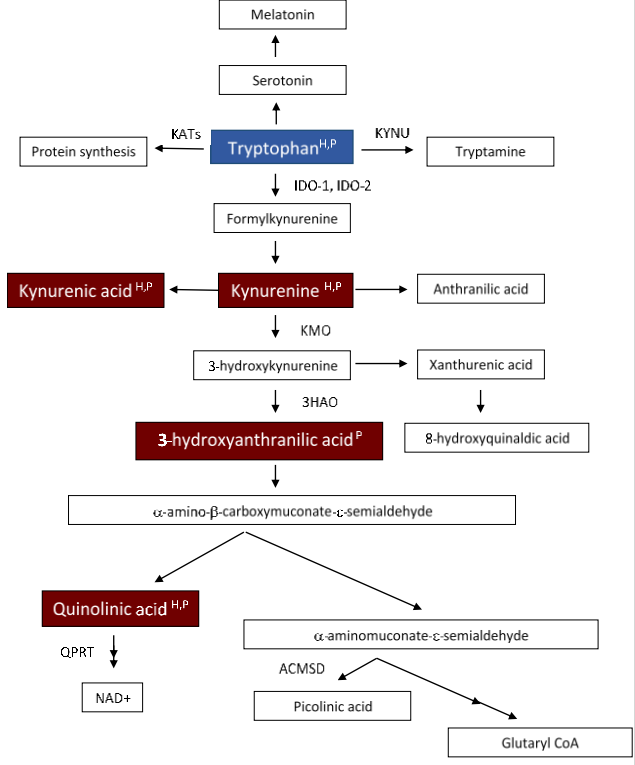 Melatonin
Serotonin
KATs
KYNU
Protein synthesis
Tryptophan H,P
Tryptamine
IDO-1, IDO-2
Formylkynurenine
Kynurenic acid H,P
Kynurenine H,P
Anthranilic acid
KMO
3-hydroxykynurenine
Xanthurenic acid
3HAO
3-hydroxyanthranilic acid P
8-hydroxyquinaldic acid
α-amino-β-carboxymuconate-ε-semialdehyde
Quinolinic acid H,P
α-aminomuconate-ε-semialdehyde
QPRT
ACMSD
NAD+
Picolinic acid
Glutaryl CoA